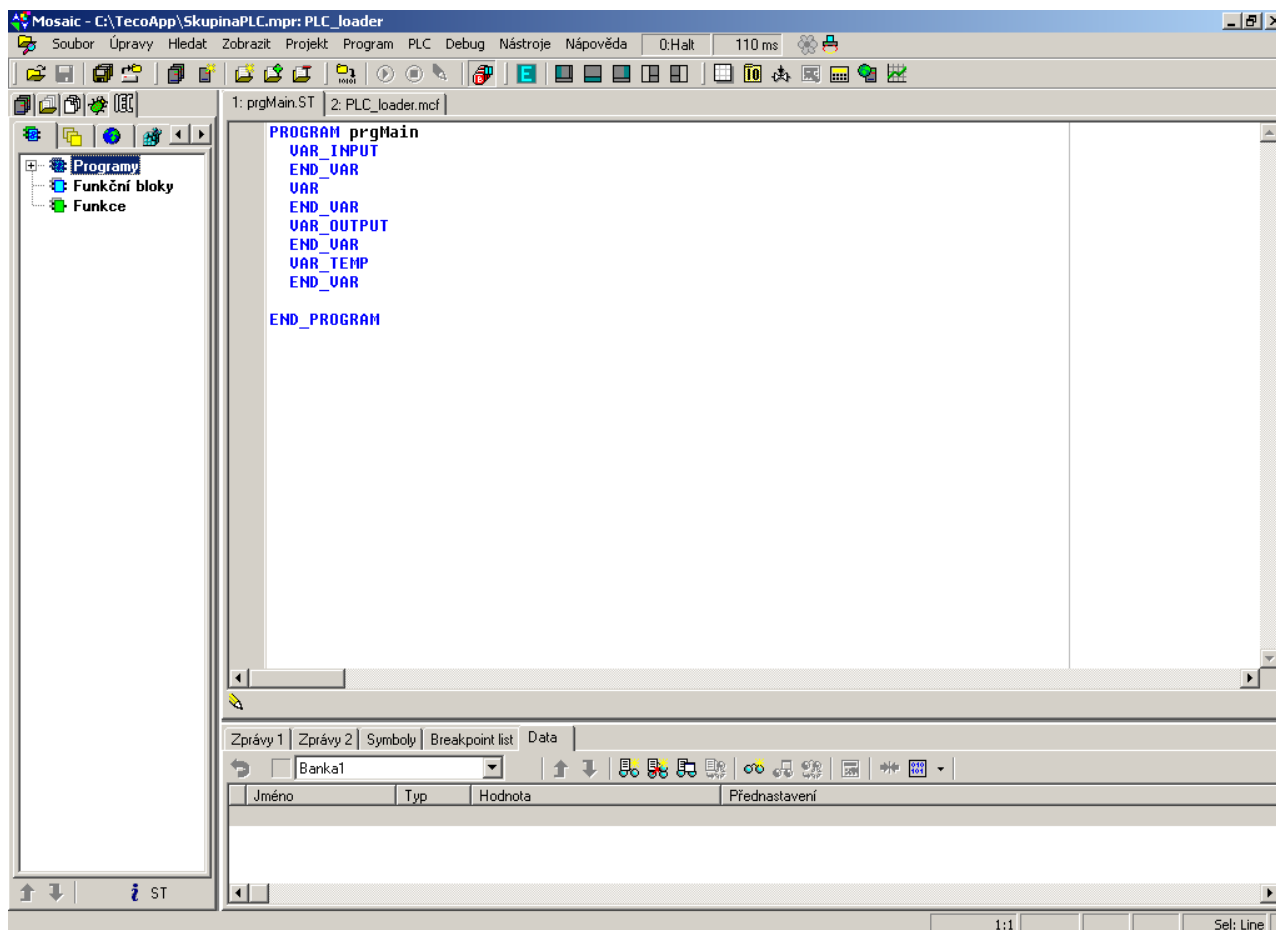 Mosaic - C:\TecoApp\SkupinaPLC.mpr: PLC_loader
Soubor Úpravy Hledat Zobrazit Projekt Program PLC Debug Nástroje Nápověda 0:Halt 110 ms
1: prgMain.ST 2: PLC_loader.mcf
Programy
Funkční bloky
Funkce
PROGRAM prgMain
VAR_INPUT
END_VAR
VAR
END_VAR
VAR_OUTPUT
END_VAR
VAR_TEMP
END_VAR
END_PROGRAM
Zprávy 1 Zprávy 2 Symboly Breakpoint list Data
Banka1
Jméno Typ Hodnota Přednastavení
i ST
1:1 Sel: Line